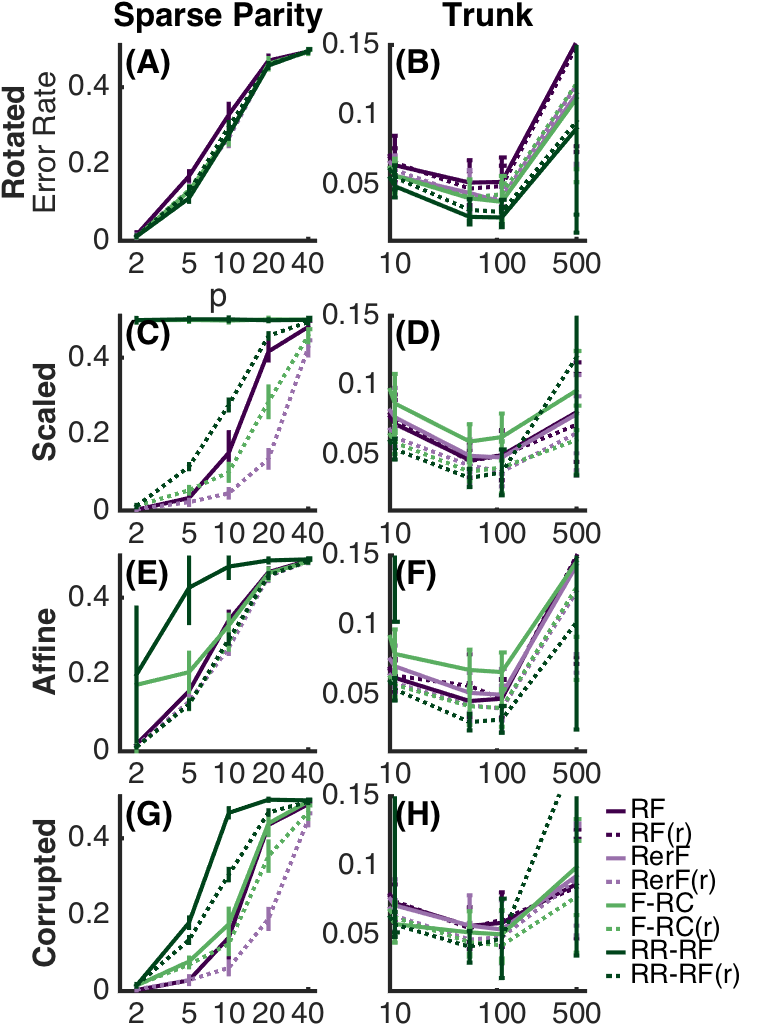 Sparse Parity Trunk
Rotated
Error Rate
(A)
0.4
0.2
0
2 5 10 20 40
p
(B)
0.15
0.1
0.05
10 100 500
Scaled
(C)
0.4
0.2
0
2 5 10 20 40
(D)
0.15
0.1
0.05
10 100 500
Affine
(E)
0.4
0.2
0
2 5 10 20 40
(F)
0.15
0.1
0.05
10 100 500
Corrupted
(G)
0.4
0.2
0
2 5 10 20 40
(H)
0.15
0.1
0.05
10 100 500
RF
RF(r)
RerF
RerF(r)
F-RC
F-RC(r)
RR-RF
RR-RF(r)